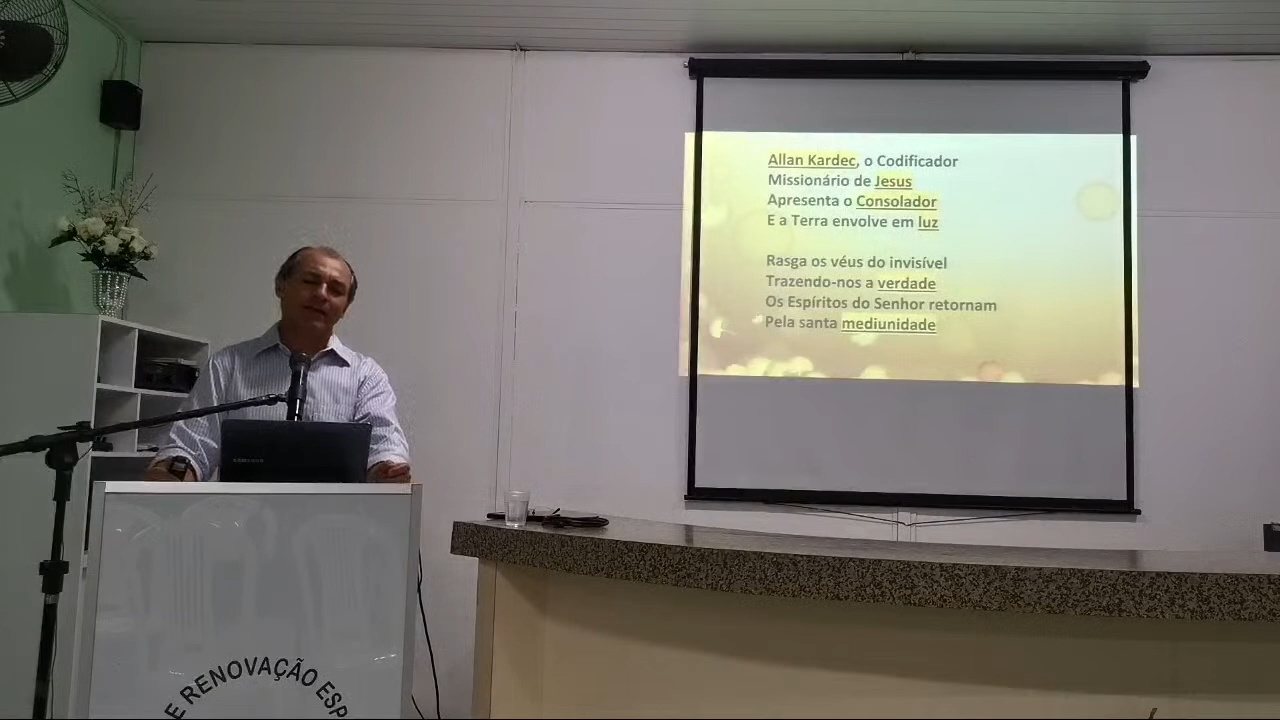 Allan Kardec, o Codificador
Missionário de Jesus
Apresenta o Consolador
E a Terra envolve em luz
Rasga os véus do invisível
Trazendo-nos a verdade
Os Espíritos do Senhor retornam
Pela santa mediunidade
SAMSUNG
E RENOVAÇÃO ESP